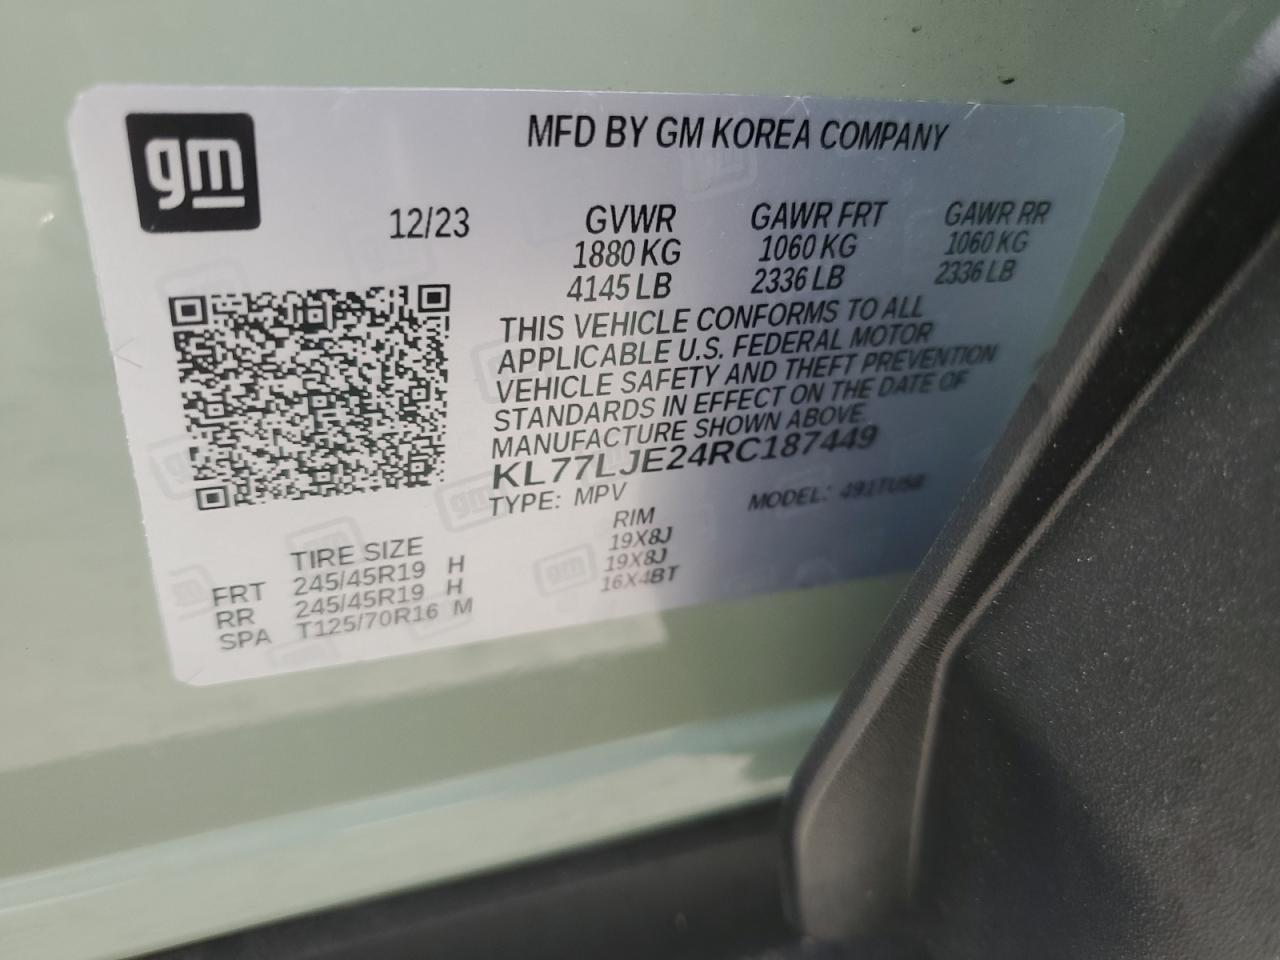 gm
MFD BY GM KOREA COMPANY
12/23 GVWR GAWR FRT GAWR RR
1880 KG 1060 KG 1060 KG
4145 LB 2336 LB 2336 LB
THIS VEHICLE CONFORMS TO ALL
APPLICABLE U.S. FEDERAL MOTOR
VEHICLE SAFETY AND THEFT PREVENTION
STANDARDS IN EFFECT ON THE DATE OF
MANUFACTURE SHOWN ABOVE.
KL77LJE24RC187449
TYPE: MPV MODEL:
TIRE SIZE RIM
FRT 245/45R19 H 19X8J
RR 245/45R19 H 19X8J
SPA T125/70R16 M 16X4BT